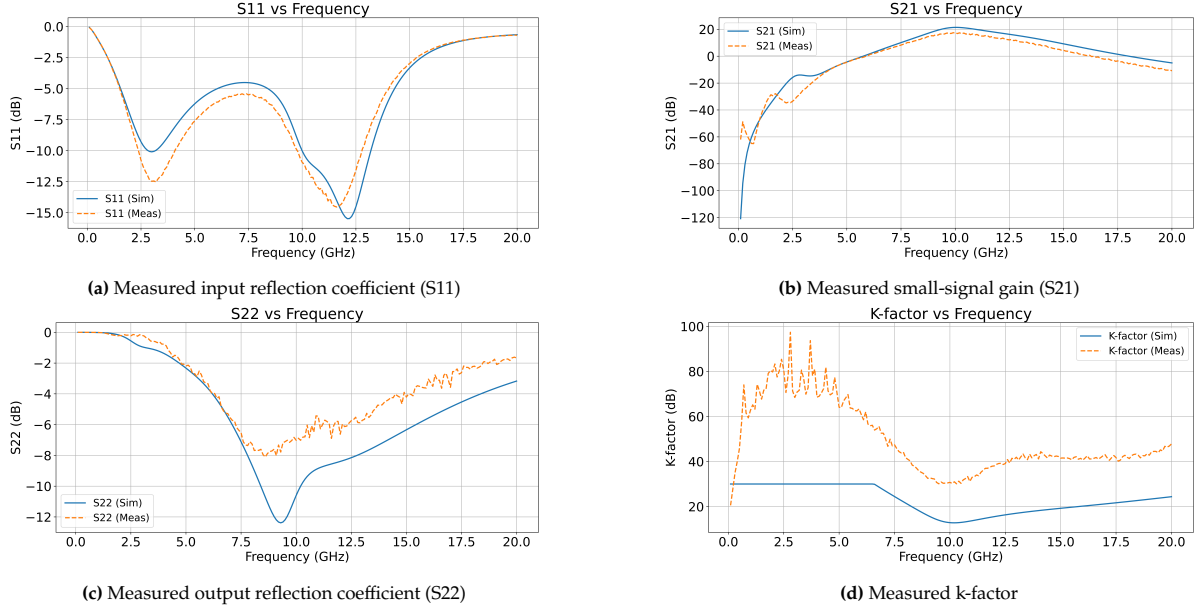 S11 vs Frequency
S11 (dB)
0.0
−2.5
−5.0
−7.5
−10.0
−12.5
−15.0
S11 (Sim)
S11 (Meas)
0.0 2.5 5.0 7.5 10.0 12.5 15.0 17.5 20.0
Frequency (GHz)
(a) Measured input reflection coefficient (S11)
S21 vs Frequency
S21 (dB)
20
0
−20
−40
−60
−80
−100
−120
S21 (Sim)
S21 (Meas)
0.0 2.5 5.0 7.5 10.0 12.5 15.0 17.5 20.0
Frequency (GHz)
(b) Measured small-signal gain (S21)
S22 vs Frequency
S22 (dB)
0
−2
−4
−6
−8
−10
−12
S22 (Sim)
S22 (Meas)
0.0 2.5 5.0 7.5 10.0 12.5 15.0 17.5 20.0
Frequency (GHz)
(c) Measured output reflection coefficient (S22)
K-factor vs Frequency
K-factor (dB)
100
80
60
40
20
K-factor (Sim)
K-factor (Meas)
0.0 2.5 5.0 7.5 10.0 12.5 15.0 17.5 20.0
Frequency (GHz)
(d) Measured k-factor